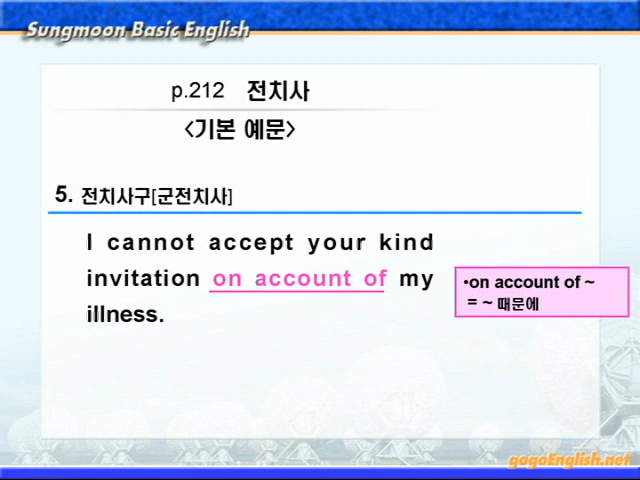 Sungmoon Basic English
p.212 전치사
<기본 예문>
5. 전치사구[군전치사]
I cannot accept your kind
invitation on account of my
illness.
•on account of ~
= ~ 때문에
gogoEnglish.net